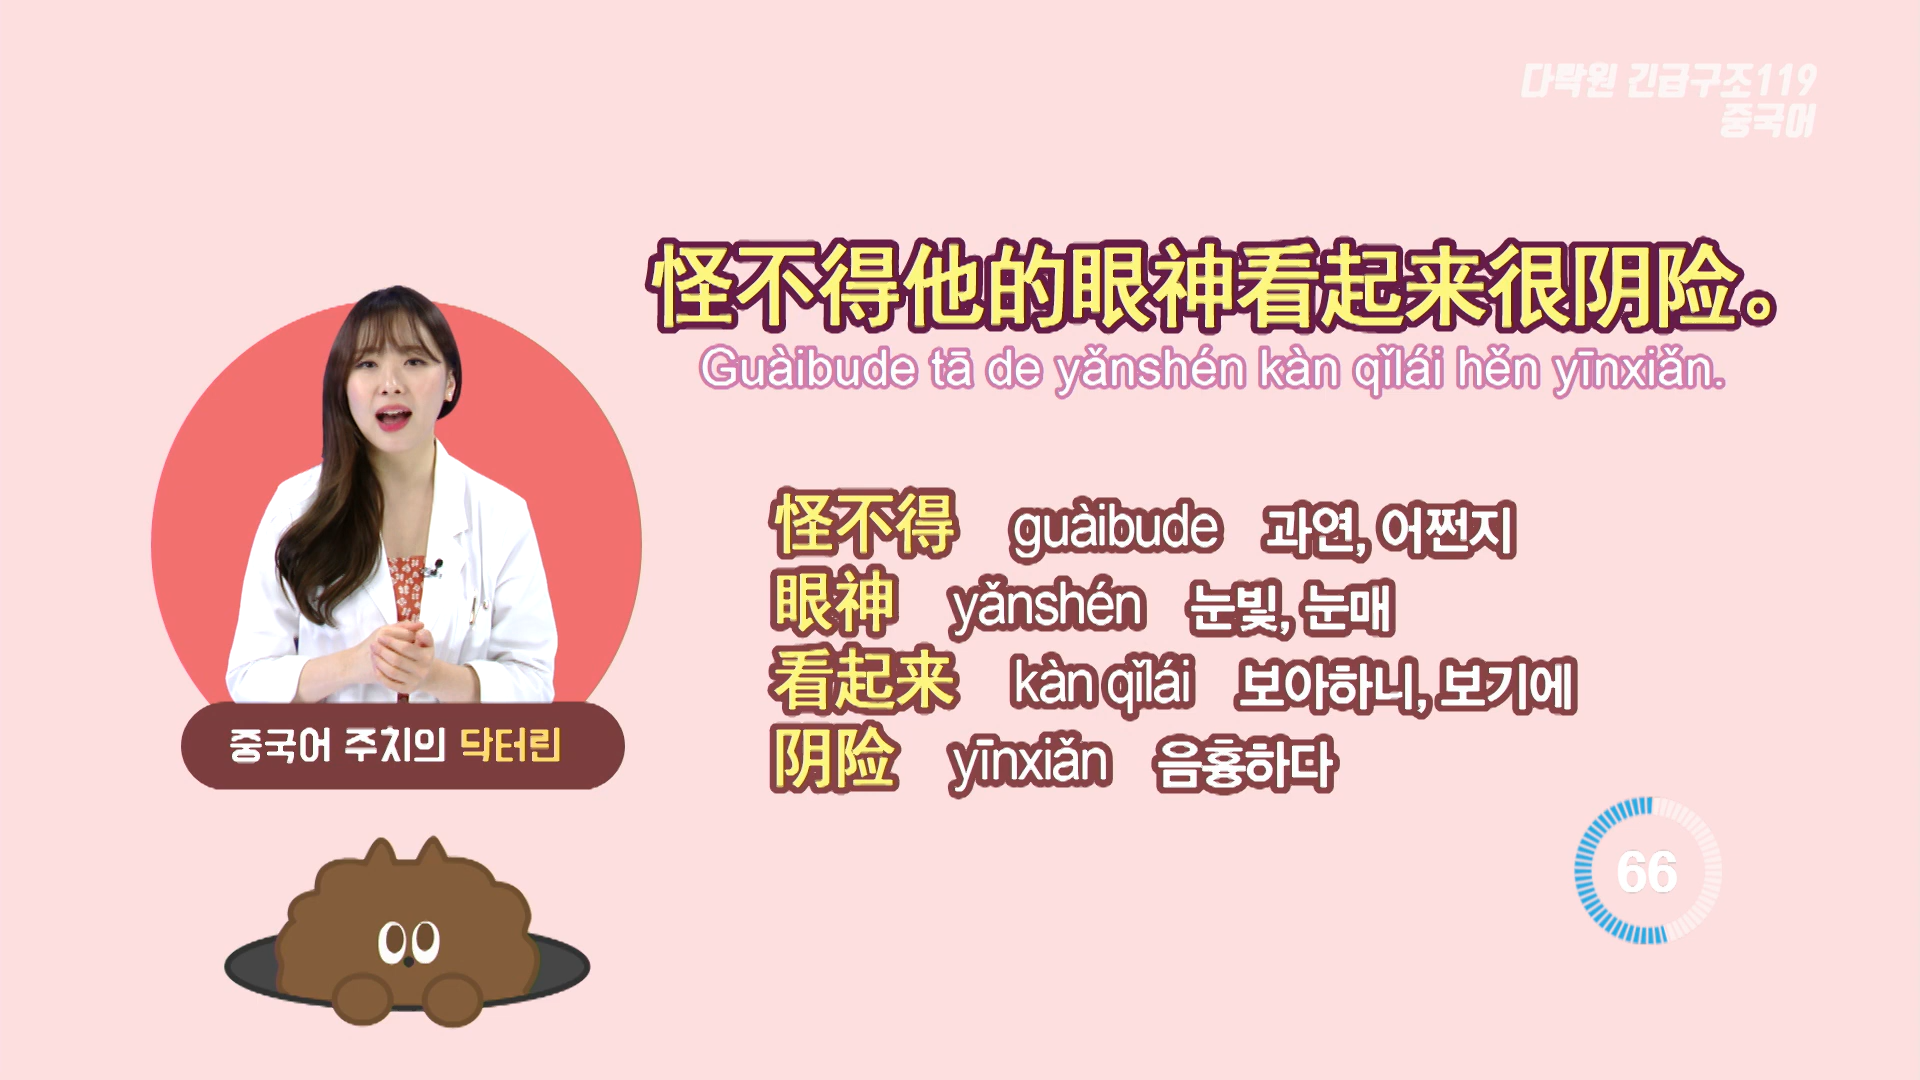 다락원 긴급구조119
중국어
怪不得他的眼神看起来很阴险。
Guàibude tā de yǎnshén kàn qǐlái hěn yīnxiǎn.
怪不得 guàibude 과연, 어쩐지
眼神 yǎnshén 눈빛, 눈매
看起来 kàn qǐlái 보아하니, 보기에
阴险 yīnxiǎn 음흉하다
중국어 주치의 닥터린
66